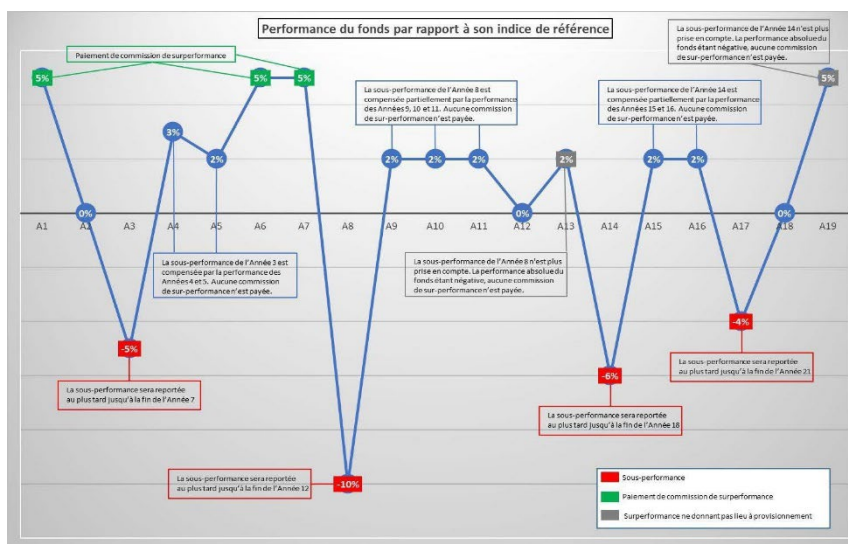 Performance du fonds par rapport à son indice de référence
La sous-performance de l'Année 14 n'est plus
prise en compte. La performance absolue du
fonds étant négative, aucune commission
de sur-performance n'est payée.
Paiement de commission de surperformance
5%
5%
5%
5%
La sous-performance de l'Année 8 est
compensée partiellement par la performance
des Années 9, 10 et 11. Aucune commission
de sur-performance n'est payée.
La sous-performance de l'Année 14 est
compensée partiellement par la performance
des Années 15 et 16. Aucune commission
de sur-performance n'est payée.
3%
2%
2%
2%
2%
2%
2%
2%
0%
0%
0%
A1
A2
A3
A4
A5
A6
A7
A8
A9
A10
A11
A12
A13
A14
A15
A16
A17
A18
A19
La sous-performance de l'Année 3 est
compensée par la performance des
Années 4 et 5. Aucune commission
de sur-performance n'est payée.
La sous-performance de l'Année 8 n'est plus
prise en compte. La performance absolue du
fonds étant négative, aucune commission
de sur-performance n'est payée.
-5%
-4%
-6%
La sous-performance sera reportée
au plus tard jusqu'à la fin de l'Année 7
La sous-performance sera reportée
au plus tard jusqu'à la fin de l'Année 21
La sous-performance sera reportée
au plus tard jusqu'à la fin de l'Année 18
La sous-performance sera reportée
au plus tard jusqu'à la fin de l'Année 12
-10%
Sous-performance
Paiement de commission de surperformance
Surperformance ne donnant pas lieu à provisionnement